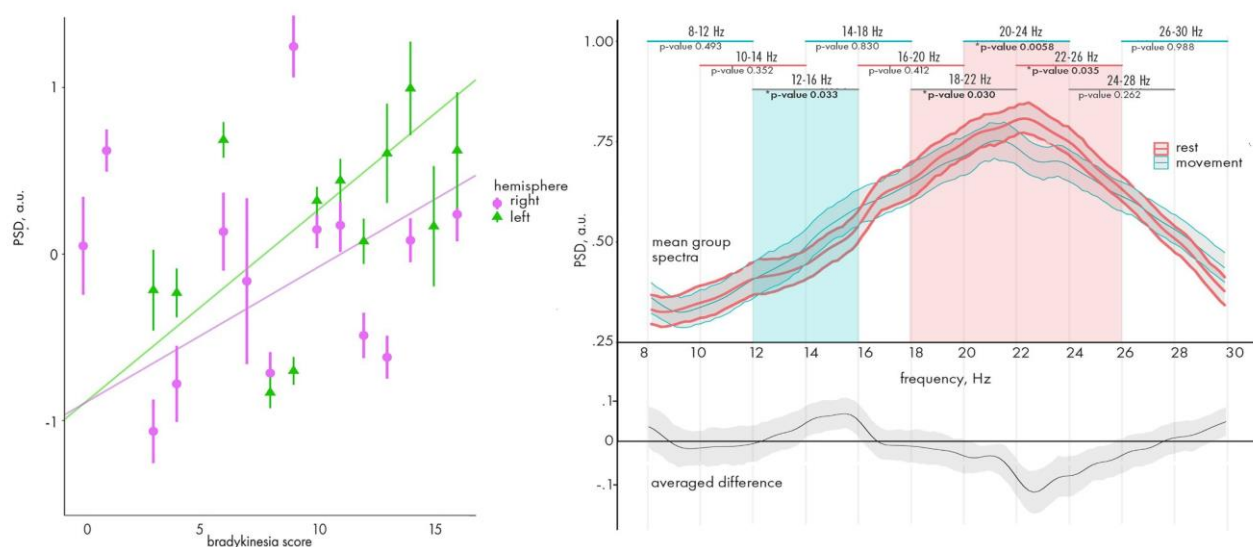 1
0
-1
PSD, a.u.
0
5
10
15
bradykinesia score
hemisphere
right
left
8-12 Hz
p-value 0.493
14-18 Hz
p-value 0.830
20-24 Hz
*p-value 0.0058
26-30 Hz
p-value 0.988
10-14 Hz
p-value 0.352
16-20 Hz
p-value 0.412
22-26 Hz
*p-value 0.035
12-16 Hz
*p-value 0.033
18-22 Hz
*p-value 0.030
24-28 Hz
p-value 0.262
1.00
.75
.50
.25
PSD, a.u.
rest
movement
mean group
spectra
8
10
12
14
16
18
20
22
24
26
28
30
frequency, Hz
.1
0
-.1
averaged difference